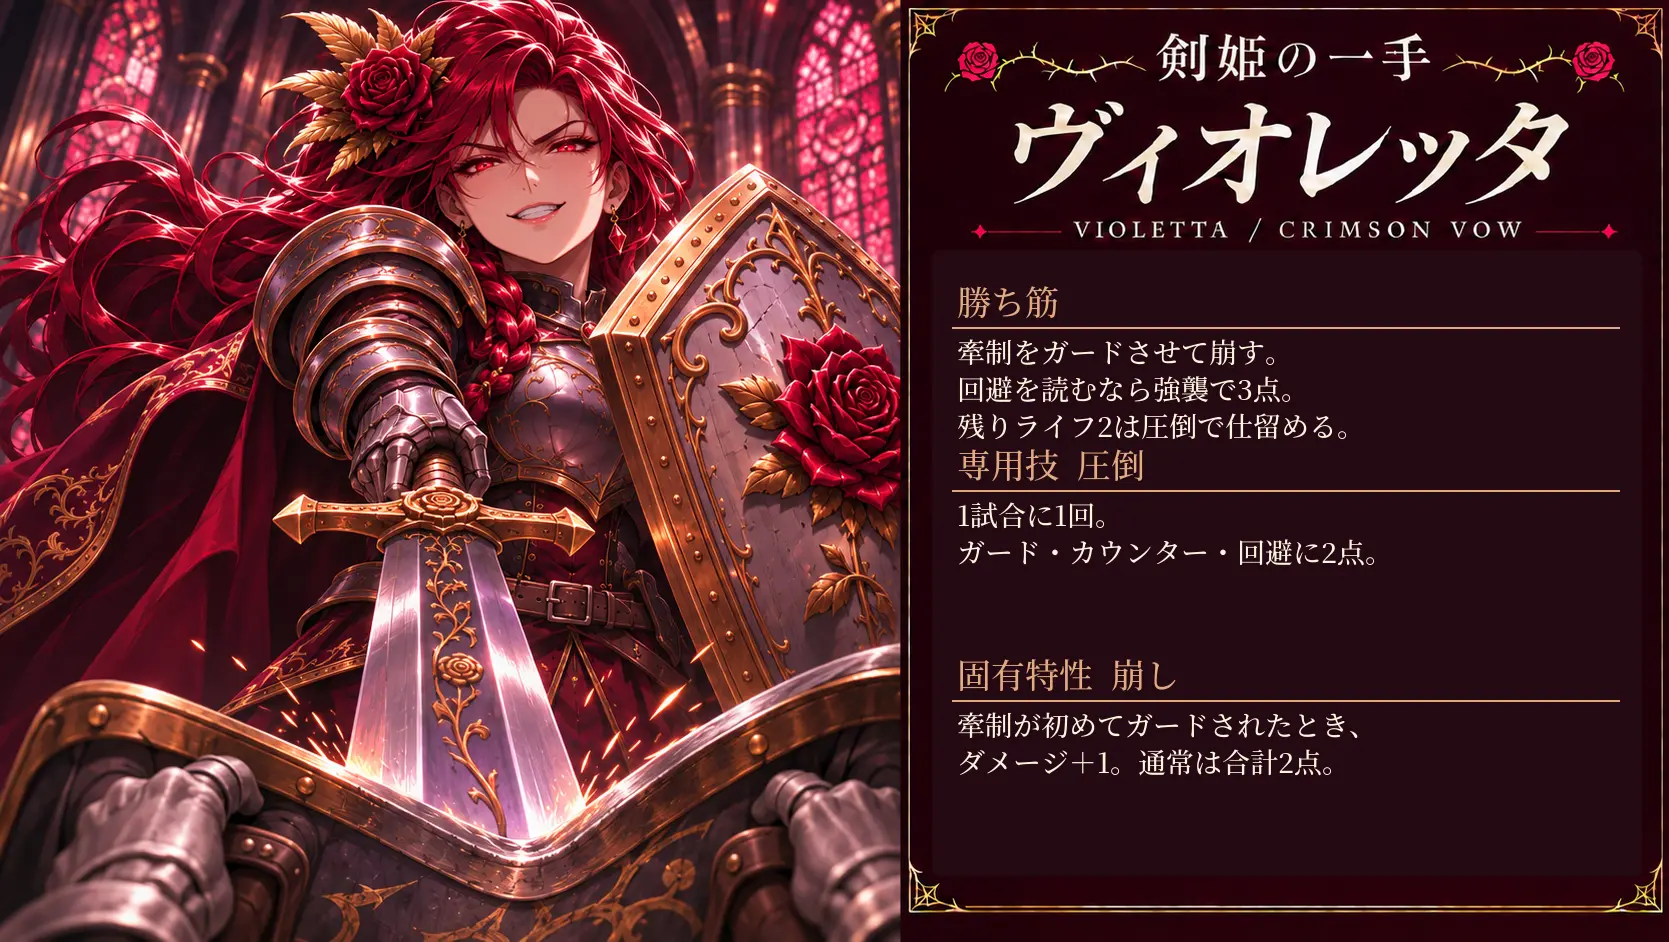 剣姫の一手
ヴィオレッタ
VIOLETTA / CRIMSON VOW
勝ち筋
牽制をガードさせて崩す。
回避を読むなら強襲で3点。
残りライフ2は圧倒で仕留める。
専用技 圧倒
1試合に1回。
ガード・カウンター・回避に2点。
固有特性 崩し
牽制が初めてガードされたとき、
ダメージ＋1。通常は合計2点。